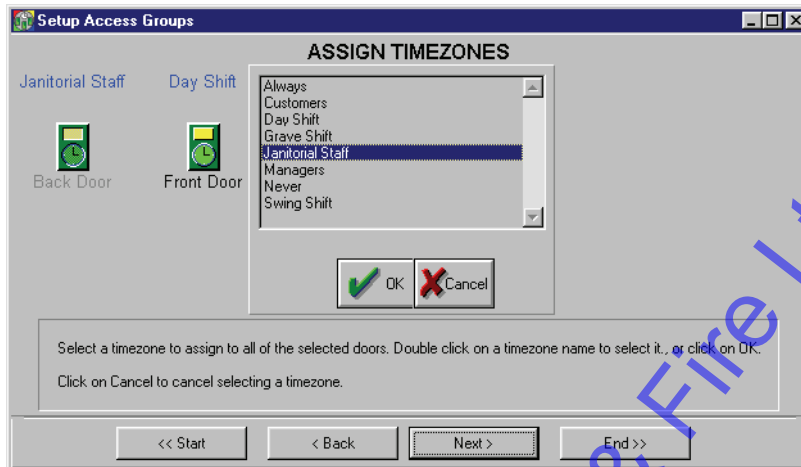 Setup Access Groups
ASSIGN TIMEZONES
Janitorial Staff
Day Shift
Back Door
Front Door
Always
Customers
Day Shift
Grave Shift
Janitorial Staff
Managers
Never
Swing Shift
OK
Cancel
Select a timezone to assign to all of the selected doors. Double click on a timezone name to select it., or click on OK.
Click on Cancel to cancel selecting a timezone.
<< Start
< Back
Next >
End >>
Fire